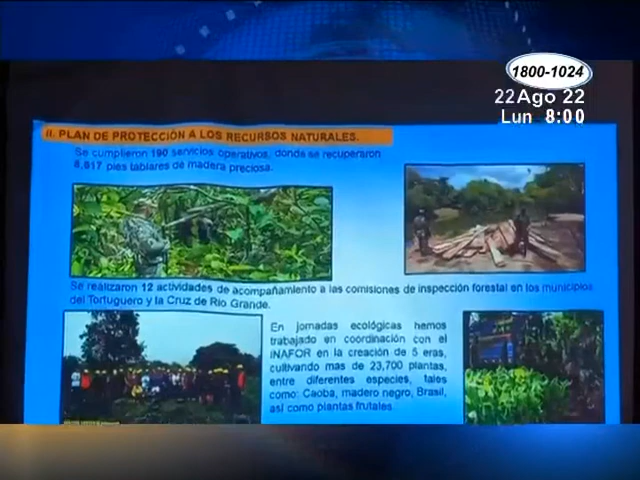 1800-1024
22Ago 22
Lun 8:00
II. PLAN DE PROTECCIÓN A LOS RECURSOS NATURALES.
Se cumplieron 190 servicios operativos, donde se recuperaron
pies tablares de madera preciosa.
Se realizaron 12 actividades de acompañamiento a las comisiones de inspección forestal en los municipios
del Tortuguero y la Cruz de Rio Grande.
En jornadas ecológicas hemos
trabajado en coordinación con el
INAFOR en la creación de 5 eras,
cultivando mas de 23,700 plantas,
entre diferentes especies, tales
como: Caoba, madero negro, Brasil,
así como plantas frutales.